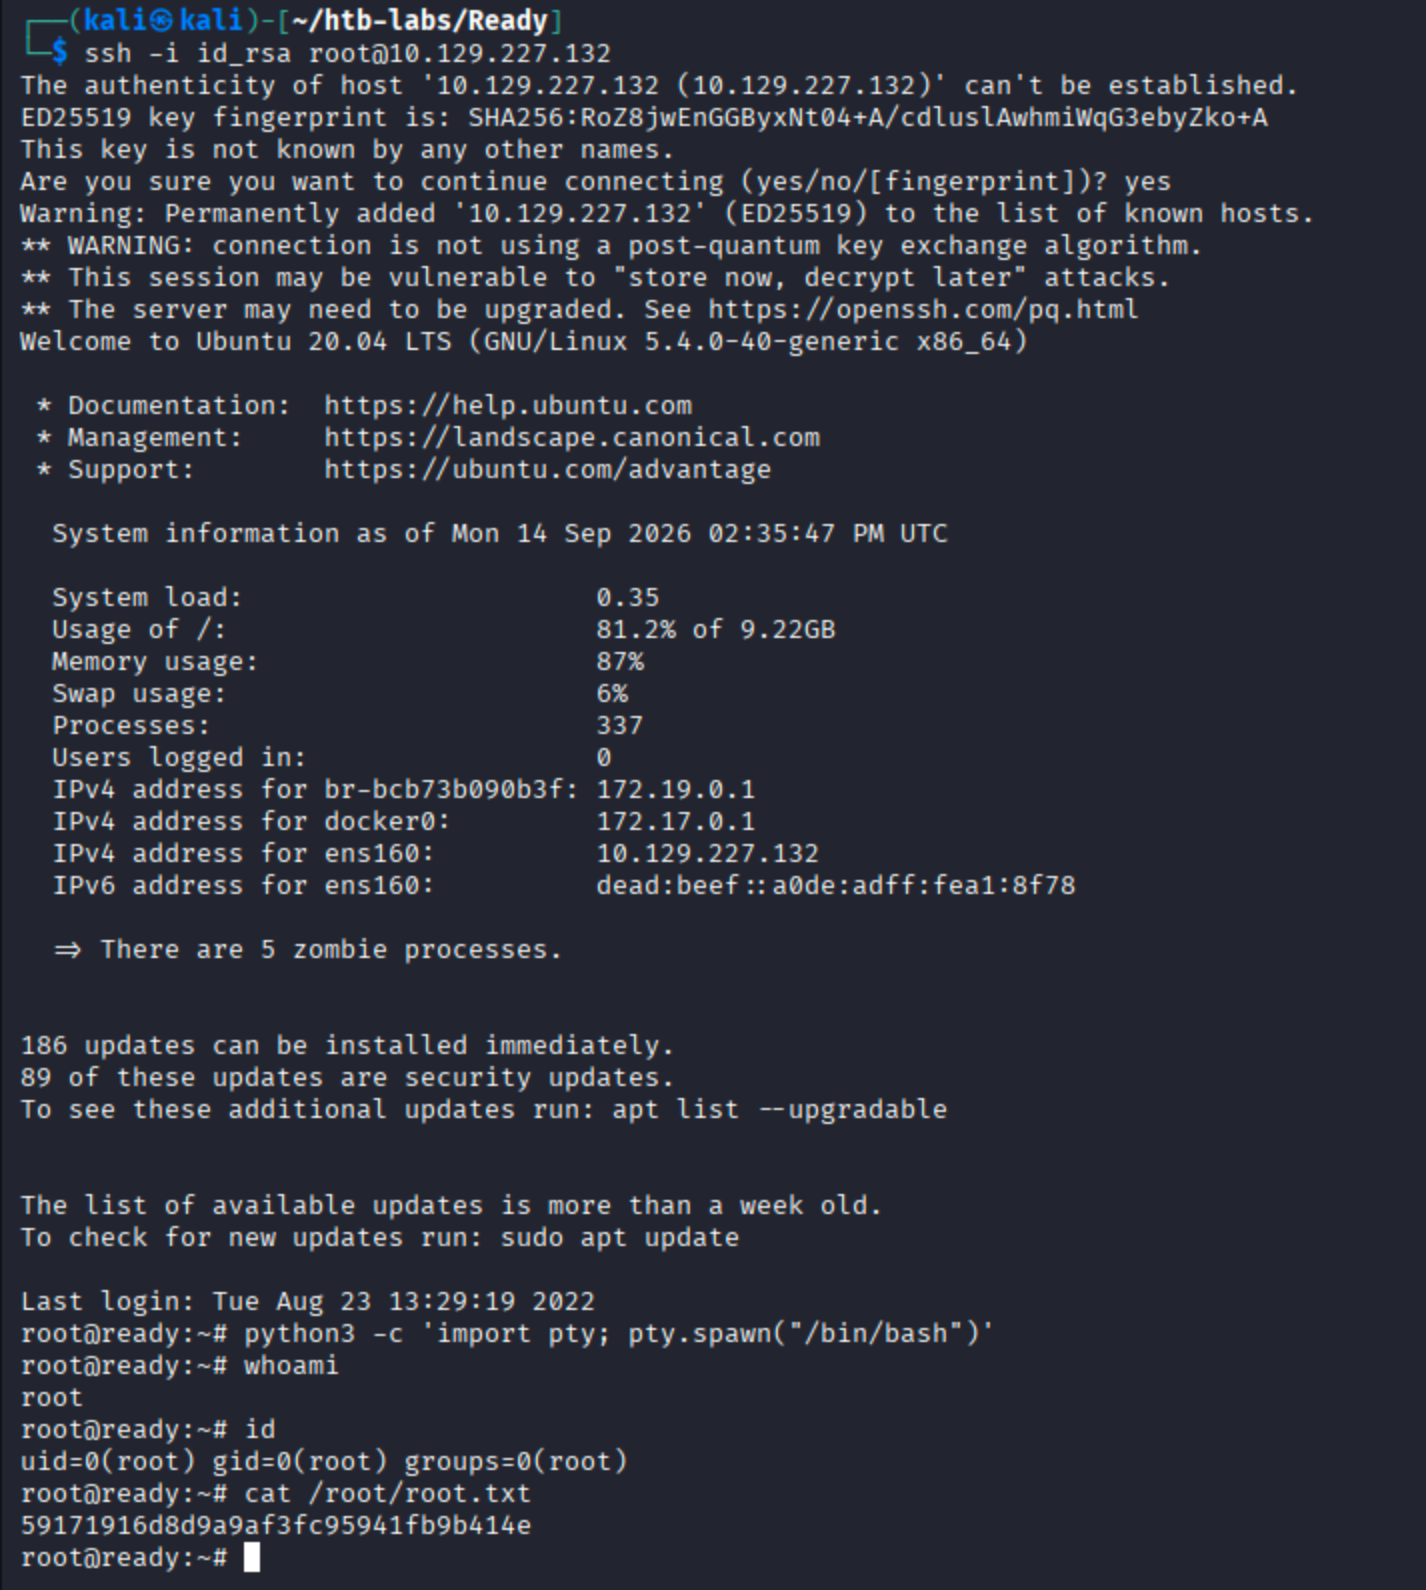 ┌──(kali㉿kali)-[~/htb-labs/Ready]
└─$ ssh -i id_rsa root@10.129.227.132
The authenticity of host '10.129.227.132 (10.129.227.132)' can't be established.
ED25519 key fingerprint is: SHA256:RoZ8jwEnGGByxNt04+A/cdluslAwhmiWqG3ebyZko+A
This key is not known by any other names.
Are you sure you want to continue connecting (yes/no/[fingerprint])? yes
Warning: Permanently added '10.129.227.132' (ED25519) to the list of known hosts.
** WARNING: connection is not using a post-quantum key exchange algorithm.
** This session may be vulnerable to "store now, decrypt later" attacks.
** The server may need to be upgraded. See https://openssh.com/pq.html
Welcome to Ubuntu 20.04 LTS (GNU/Linux 5.4.0-40-generic x86_64)
* Documentation:  https://help.ubuntu.com
* Management:     https://landscape.canonical.com
* Support:        https://ubuntu.com/advantage
System information as of Mon 14 Sep 2026 02:35:47 PM UTC
System load:                      0.35
Usage of /:                       81.2% of 9.22GB
Memory usage:                     87%
Swap usage:                       6%
Processes:                        337
Users logged in:                  0
IPv4 address for br-bcb73b090b3f: 172.19.0.1
IPv4 address for docker0:         172.17.0.1
IPv4 address for ens160:          10.129.227.132
IPv6 address for ens160:          dead:beef::a0de:adff:fea1:8f78
=> There are 5 zombie processes.
186 updates can be installed immediately.
89 of these updates are security updates.
To see these additional updates run: apt list --upgradable
The list of available updates is more than a week old.
To check for new updates run: sudo apt update
Last login: Tue Aug 23 13:29:19 2022
root@ready:~# python3 -c 'import pty; pty.spawn("/bin/bash")'
root@ready:~# whoami
root
root@ready:~# id
uid=0(root) gid=0(root) groups=0(root)
root@ready:~# cat /root/root.txt
59171916d8d9a9af3fc95941fb9b414e
root@ready:~#